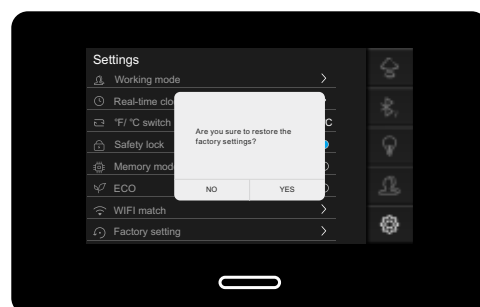 Settings
Working mode
Real-time clo
°F/ °C switch
C
Are you sure to restore the
factory settings?
Safety lock
Memory mod
ECO
NO
YES
WIFI match
Factory setting